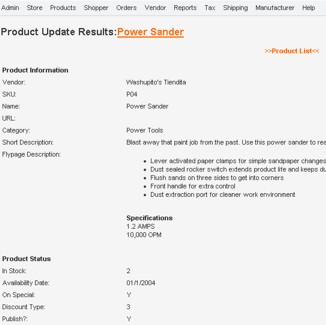 Admin Store Products Shopper Orders Vendor Reports Tax Shipping Manufacturer Help
Product Update Results:Power Sander
>>Product List<<
Product Information
Vendor: Washupito's Tiendita
SKU: P04
Name: Power Sander
URL:
Category: Power Tools
Short Description: Blast away that paint job from the past. Use this power sander to rea
Flypage Description:
Lever activated paper clamps for simple sandpaper changes
Dust sealed rocker switch extends product life and keeps du
Flush sands on three sides to get into corners
Front handle for extra control
Dust extraction port for cleaner work environment
Specifications
1.2 AMPS
10,000 OPM
Product Status
In Stock: 2
Availability Date: 01/1/2004
On Special: Y
Discount Type: 3
Publish?: Y